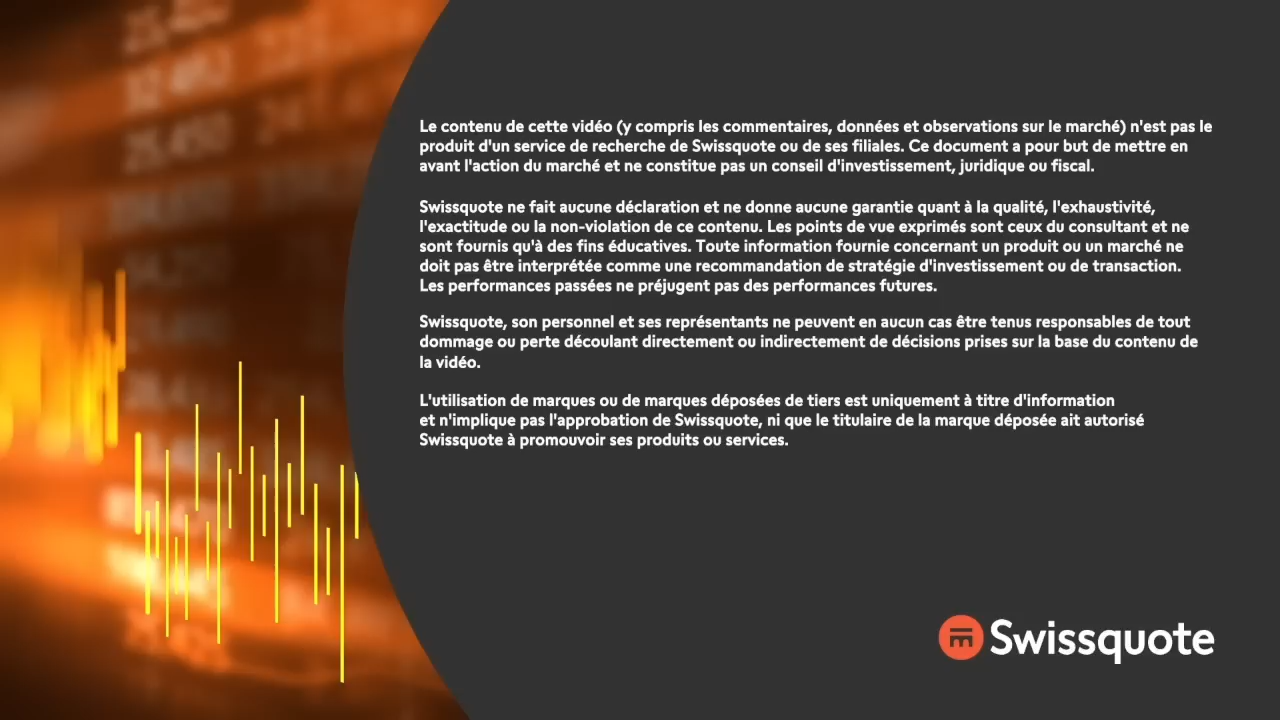 Le contenu de cette vidéo (y compris les commentaires, données et observations sur le marché) n'est pas le
produit d'un service de recherche de Swissquote ou de ses filiales. Ce document a pour but de mettre en
avant l'action du marché et ne constitue pas un conseil d'investissement, juridique ou fiscal.
Swissquote ne fait aucune déclaration et ne donne aucune garantie quant à la qualité, l'exhaustivité,
l'exactitude ou la non-violation de ce contenu. Les points de vue exprimés sont ceux du consultant et ne
sont fournis qu'à des fins éducatives. Toute information fournie concernant un produit ou un marché ne
doit pas être interprétée comme une recommandation de stratégie d'investissement ou de transaction.
Les performances passées ne préjugent pas des performances futures.
Swissquote, son personnel et ses représentants ne peuvent en aucun cas être tenus responsables de tout
dommage ou perte découlant directement ou indirectement de décisions prises sur la base du contenu de
la vidéo.
L'utilisation de marques ou de marques déposées de tiers est uniquement à titre d'information
et n'implique pas l'approbation de Swissquote, ni que le titulaire de la marque déposée ait autorisé
Swissquote à promouvoir ses produits ou services.
Swissquote